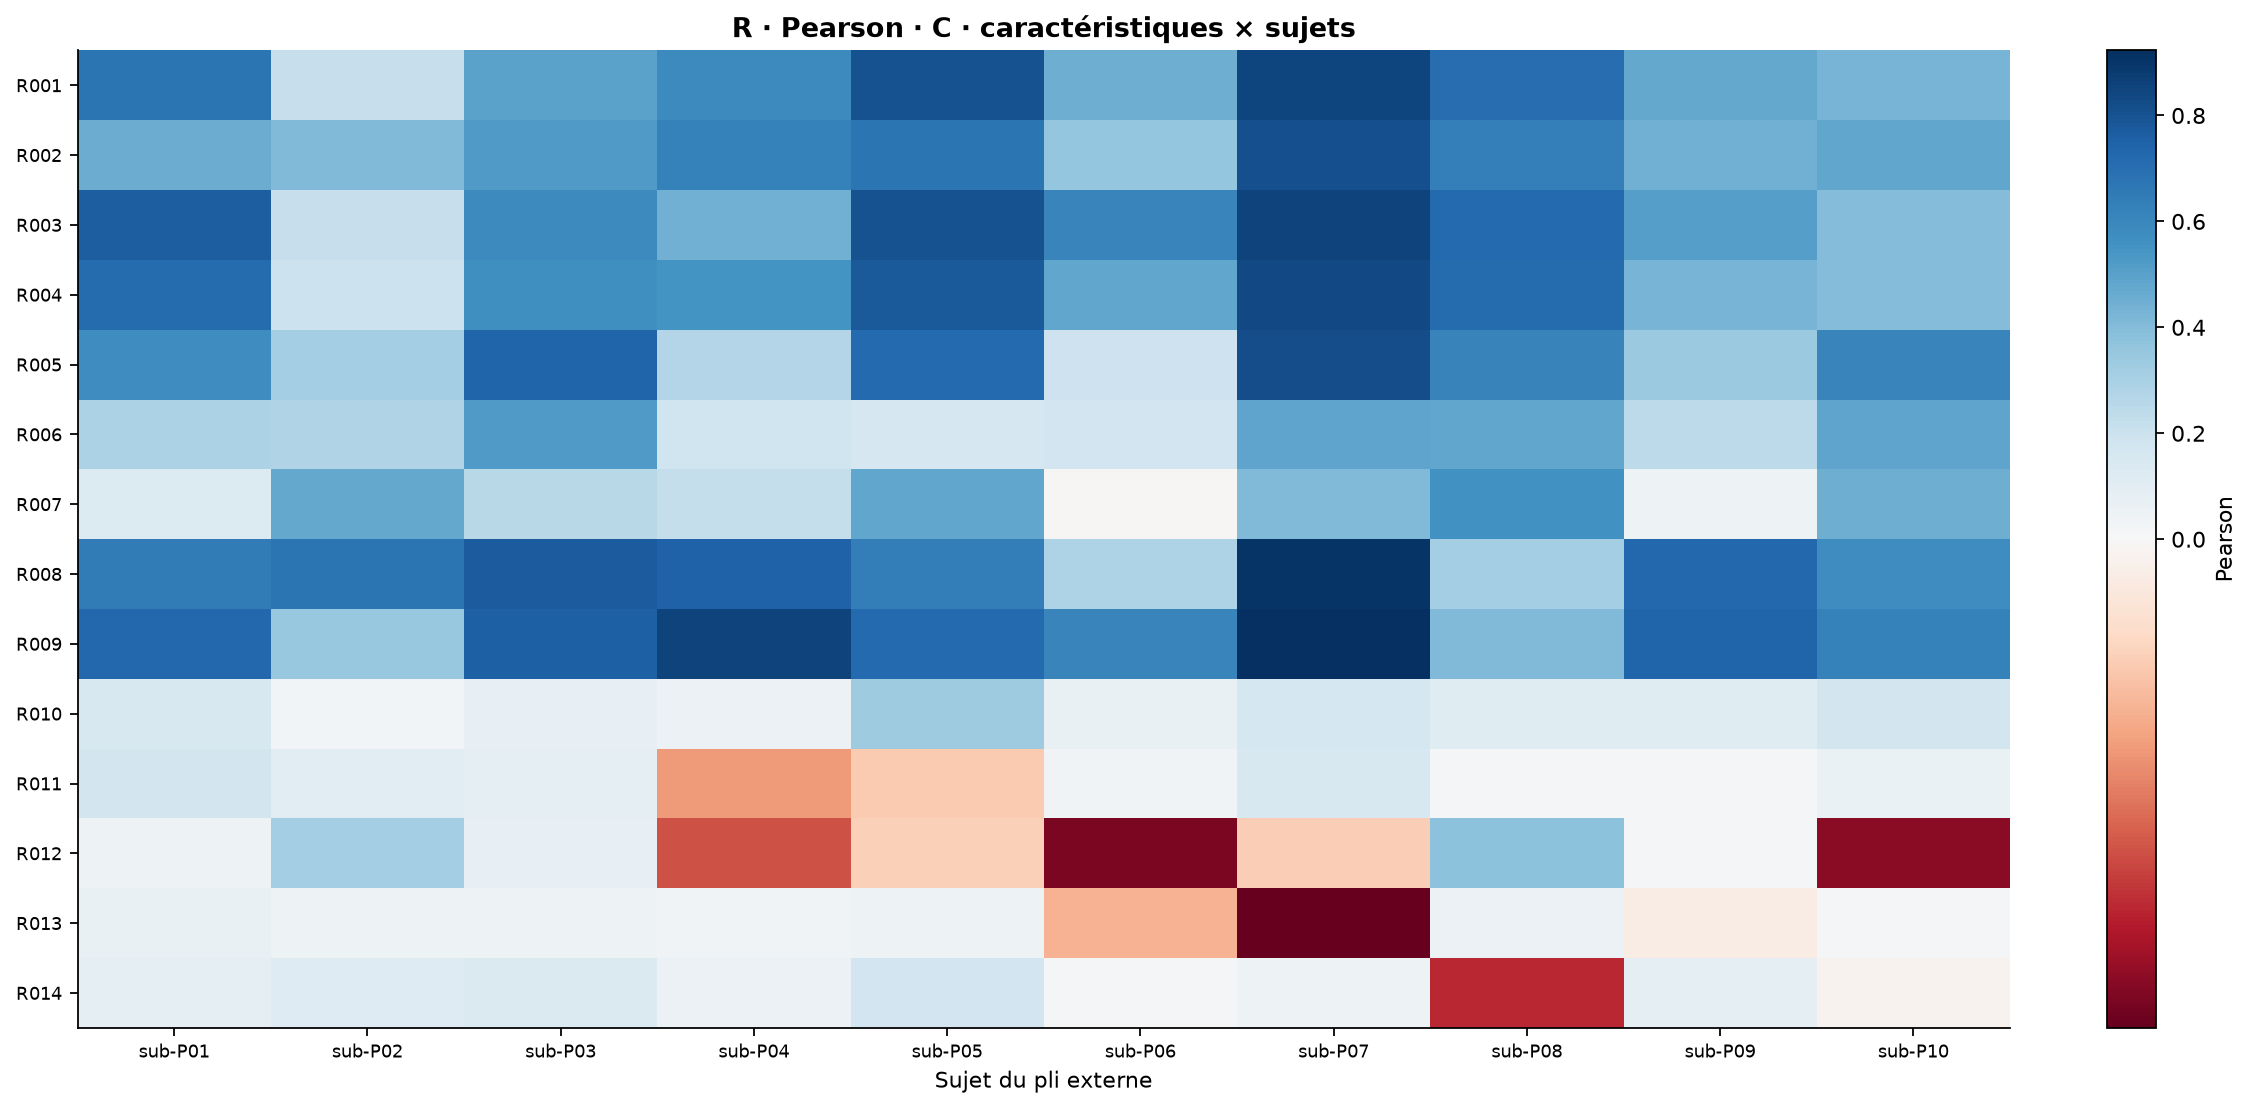 R · Pearson · C · caractéristiques × sujets
R001
R002
R003
R004
R005
R006
R007
R008
R009
R010
R011
R012
R013
R014
sub-P01 sub-P02 sub-P03 sub-P04 sub-P05 sub-P06 sub-P07 sub-P08 sub-P09 sub-P10
Sujet du pli externe
0.8
0.6
0.4
0.2
0.0
Pearson